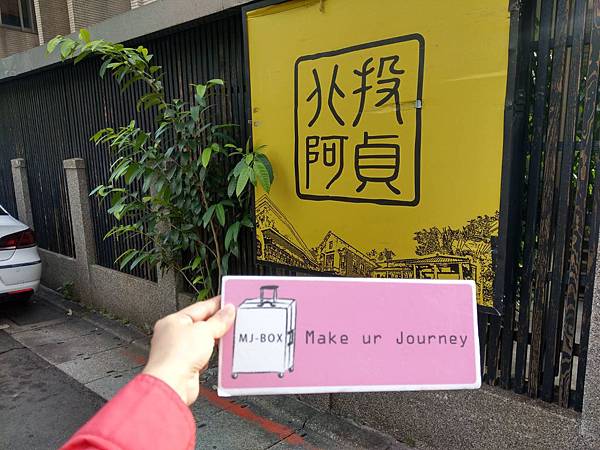 北投
阿貞
MJ-BOX
Make ur Journey